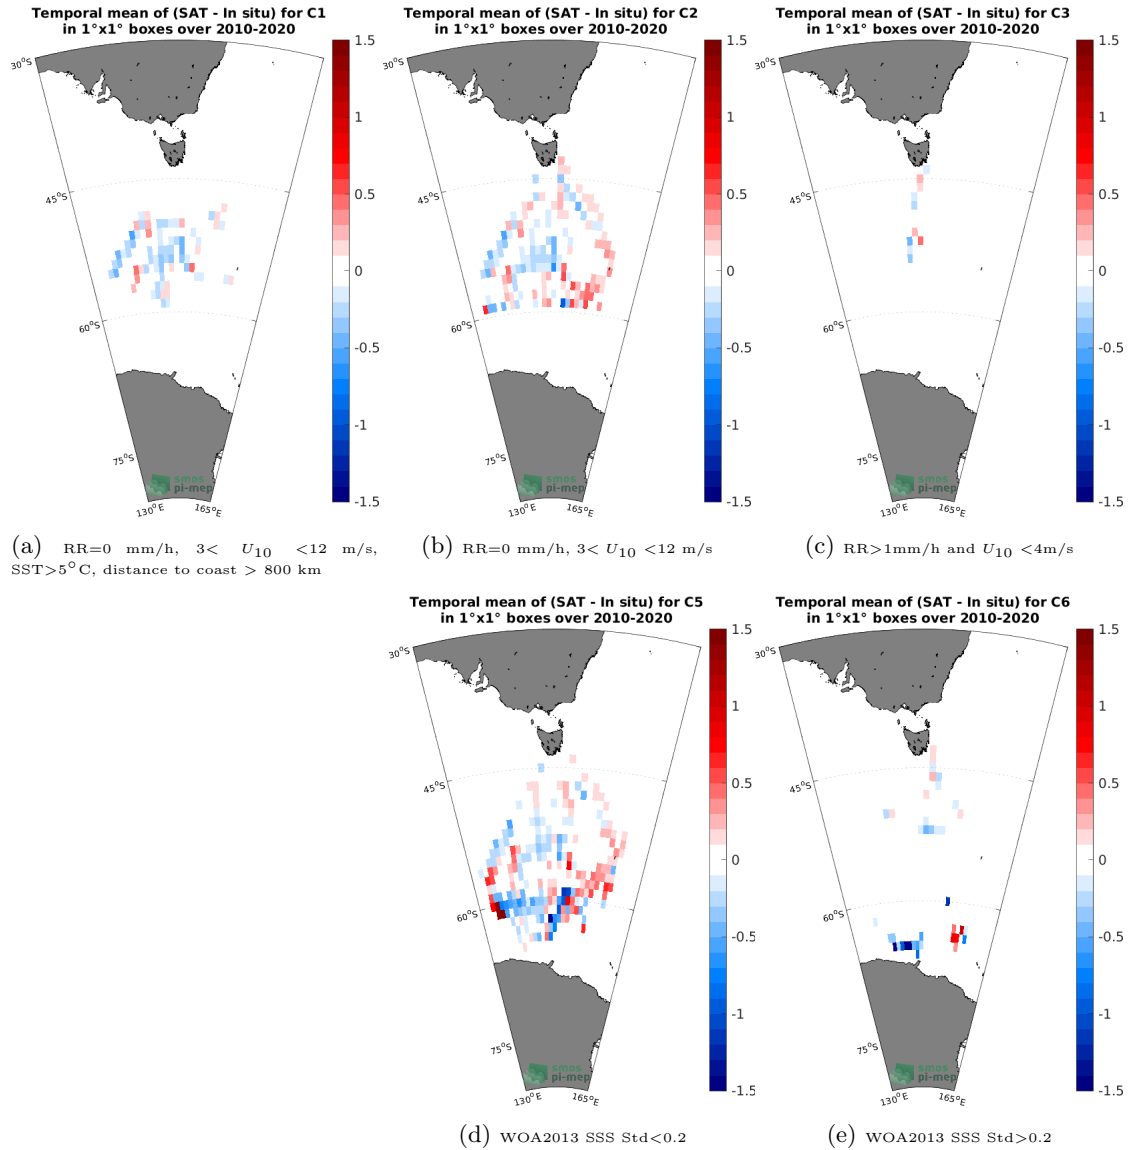 Temporal mean of (SAT - In situ) for C1
in 1°x1° boxes over 2010-2020
30°S
45°S
60°S
75°S
130°E
165°E
1.5
1
0.5
0
-0.5
-1
-1.5
smos
pi-mep
(a) RR=0 mm/h, 3< U10 <12 m/s,
SST>5°C, distance to coast > 800 km
Temporal mean of (SAT - In situ) for C2
in 1°x1° boxes over 2010-2020
30°S
45°S
60°S
75°S
130°E
165°E
1.5
1
0.5
0
-0.5
-1
-1.5
smos
pi-mep
(b) RR=0 mm/h, 3< U10 <12 m/s
Temporal mean of (SAT - In situ) for C3
in 1°x1° boxes over 2010-2020
30°S
45°S
60°S
75°S
130°E
165°E
1.5
1
0.5
0
-0.5
-1
-1.5
smos
pi-mep
(c) RR>1mm/h and U10 <4m/s
Temporal mean of (SAT - In situ) for C5
in 1°x1° boxes over 2010-2020
30°S
45°S
60°S
75°S
130°E
165°E
1.5
1
0.5
0
-0.5
-1
-1.5
smos
pi-mep
(d) WOA2013 SSS Std<0.2
Temporal mean of (SAT - In situ) for C6
in 1°x1° boxes over 2010-2020
30°S
45°S
60°S
75°S
130°E
165°E
1.5
1
0.5
0
-0.5
-1
-1.5
smos
pi-mep
(e) WOA2013 SSS Std>0.2